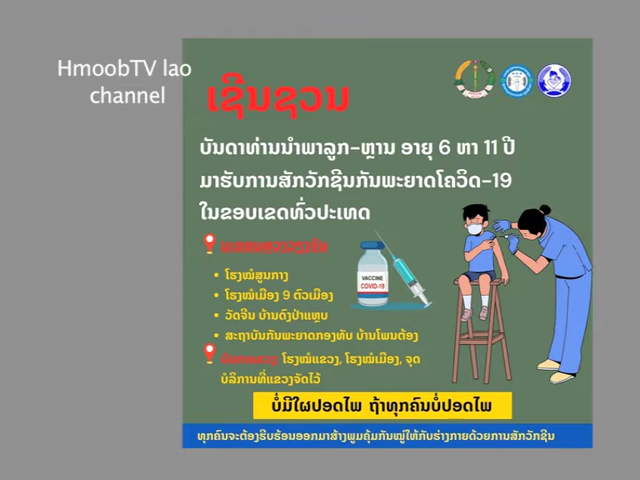 HmoobTV lao
channel
ເຊີນຊວນ
ບັນດາທ່ານນຳພາລູກ-ຫຼານ ອາຍຸ 6 ຫາ 11 ປີ
ມາຮັບການສັກວັກຊີນກັນພະຍາດໂຄວິດ-19
ໃນຂອບເຂດທົ່ວປະເທດ
ນະຄອນຫຼວງວຽງຈັນ
• ໂຮງໝໍສູນກາງ
• ໂຮງໝໍເມືອງ 9 ຕົວເມືອງ
• ວັດຈີນ ບ້ານດົງປ່າແຫຼບ
• ສະຖາບັນກັນພະຍາດກອງທັບ ບ້ານໂພນຕ້ອງ
ໂຮງໝໍແຂວງ, ໂຮງໝໍເມືອງ, ຈຸດ
ບໍລິການທີ່ແຂວງຈັດໄວ້
VACCINE
COVID-19
ບໍ່ມີໃຜປອດໄພ ຖ້າທຸກຄົນບໍ່ປອດໄພ
ທຸກຄົນຈະຕ້ອງຮີບຮ້ອນອອກມາສ້າງພູມຄຸ້ມກັນໝູ່ໃຫ້ກັບຮ່າງກາຍດ້ວຍການສັກວັກຊີນ